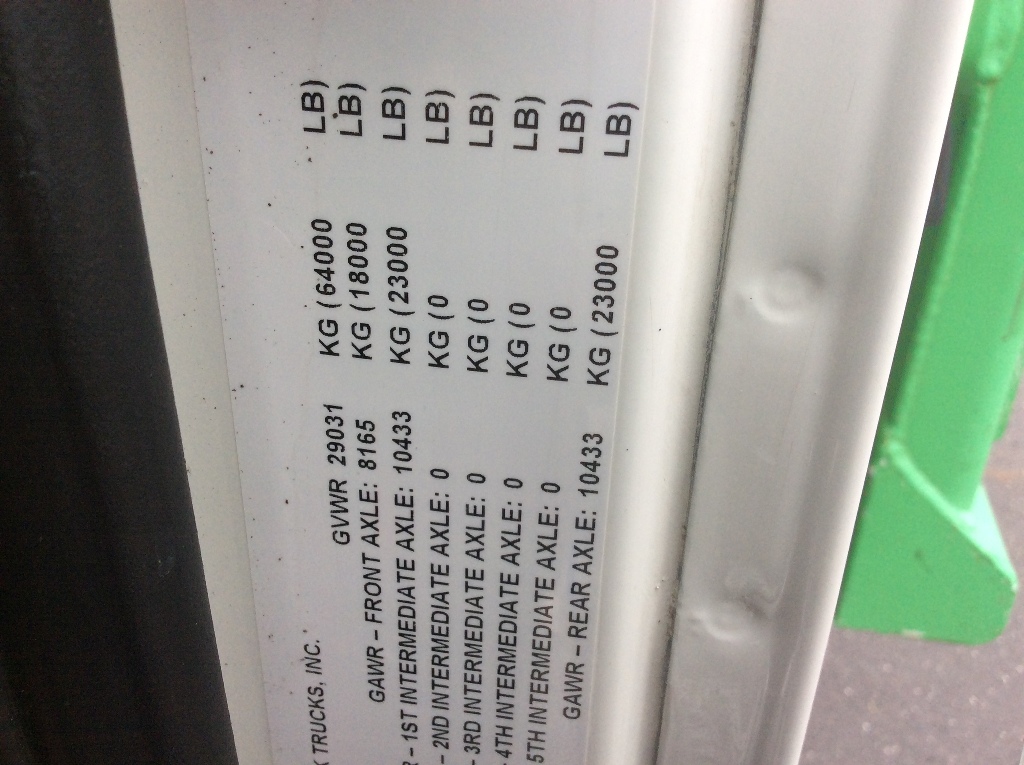 TRUCKS, INC.
GVWR 29031 KG (64000 LB)
GAWR – FRONT AXLE: 8165 KG (18000 LB)
– 1ST INTERMEDIATE AXLE: 10433 KG (23000 LB)
– 2ND INTERMEDIATE AXLE: 0 KG (0 LB)
– 3RD INTERMEDIATE AXLE: 0 KG (0 LB)
4TH INTERMEDIATE AXLE: 0 KG (0 LB)
5TH INTERMEDIATE AXLE: 0 KG (0 LB)
GAWR – REAR AXLE: 10433 KG (23000 LB)